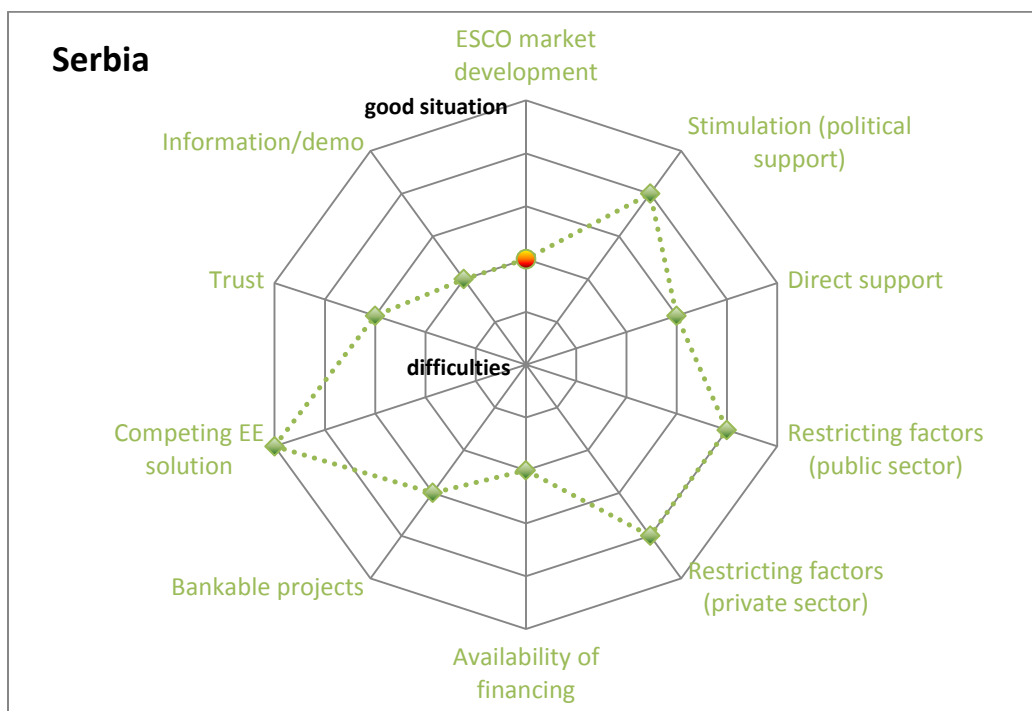 Serbia
ESCO market
development
good situation
Stimulation (political
support)
Information/demo
Trust
Direct support
difficulties
Competing EE
solution
Restricting factors
(public sector)
Bankable projects
Restricting factors
(private sector)
Availability of
financing